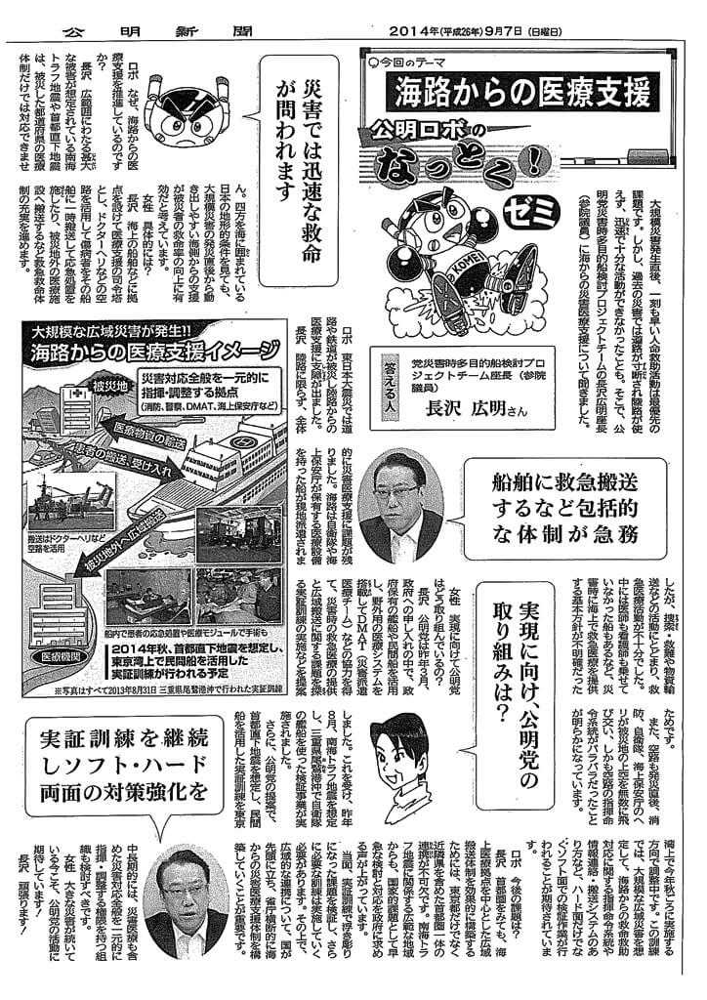 公明新聞
2014年(平成26年)9月7日(日曜日)
○今回のテーマ
海路からの医療支援
公明ロボの
なっとく!
ゼミ
KOMEI
大規模災害発生直後、一刻も早い人命救助活動は最優先の
課題です。しかし、過去の災害では道路が寸断され陸路が使
えず、迅速で十分な活動ができなかったことも。そこで、公
明党災害時多目的船検討プロジェクトチームの長沢広明座長
(参院議員)に海からの災害医療支援について聞きました。
答える人
党災害時多目的船検討プロ
ジェクトチーム座長(参院
議員)
長沢 広明さん
災害では迅速な救命
が問われます
ロボ なぜ、海路からの医
療支援を推進しているのです
か?
長沢 広範囲にわたる甚大
な被害が想定されている南海
トラフ地震や首都直下地震
は、被災した都道府県の医療
体制だけでは対応できませ
ん。四方を海に囲まれている
日本の地形的条件を見ても、
大規模災害の発災直後から動
き出しやすい海側からの支援
が被災者の救命率の向上に有
効だと考えています。
女性 具体的には?
長沢 海上の船舶などに拠
点を設けて医療支援の司令塔
とし、ドクターヘリなどの空
路を活用して傷病者をその船
舶に一時搬送して応急処置を
施したり、被災地外の医療施
設へ搬送するなど救急救命体
制の充実を進めます。
大規模な広域災害が発生!!
海路からの医療支援イメージ
被災地
災害対応全般を一元的に
指揮・調整する拠点
(消防、警察、DMAT、海上保安庁など)
医療物資の輸送
患者の搬送、受け入れ
搬送はドクターヘリなど
空路を活用
被災地外へ広域搬送
船内で患者の応急処置や医療モジュールで手術も
医療機関
2014年秋、首都直下地震を想定し、
東京湾上で民間船を活用した
実証訓練が行われる予定
※写真はすべて2013年8月31日 三重県尾鷲港沖で行われた実証訓練
ロボ 東日本大震災では道
路や鉄道が被災し陸路からの
医療支援に支障が出ました。
長沢 陸路に限らず、全体
的に災害医療支援に課題が残
りました。海路は自衛隊や海
上保安庁が保有する医療設備
を持った船が現地派遣されま
船舶に救急搬送
するなど包括的
な体制が急務
したが、捜索・救難や物資輸
送などの活動にとどまり、救
急医療活動が不十分でした。
中には医師も看護師も乗せて
いなかった船もあるなど、災
害時に海上で救急医療を提供
する基本方針が不明確だった
ためです。
また、空路も発災直後、消
防、自衛隊、海上保安庁のヘ
リが被災地の上空を無数に飛
び交い、しかも空路の指揮命
令系統がバラバラだったこと
が明らかになっています。
実現に向け、公明党の
取り組みは?
女性 実現に向けて公明党
はどう取り組んでいるの?
長沢 公明党は昨年3月、
政府への申し入れの中で、政
府保有の艦船や民間船を活用
し、野外用の医療システムを
搭載してDMAT(災害派遣
医療チーム)などの協力を得
て、災害時の救急医療の提供
と広域搬送に関する課題を探
る実証訓練の実施などを提案
しました。これを受け、昨年
8月、南海トラフ地震を想定
し、三重県尾鷲港沖で自衛隊
の艦船を使った検証事業が実
施されました。
さらに、公明党の提案で、
首都直下地震を想定し、民間
船を活用した実証訓練を東京
湾上で今年秋ごろに実施する
方向で調整中です。この訓練
では、大規模な広域災害を想
定して、海路からの救命救助
対応に関する指揮命令系統や
情報連絡・搬送システムのあ
り方など、ハード面だけでな
くソフト面での検証作業が行
われることが期待されていま
す。
実証訓練を継続
しソフト・ハード
両面の対策強化を
ロボ 今後の課題は?
長沢 首都圏をみても、海
上医療拠点を中心とした広域
搬送体制を効果的に構築する
ためには、東京都だけでなく
近隣県を含めた首都圏一体の
連携が不可欠です。南海トラ
フ地震に関係する広範な地域
からも、国家的課題として早
急な検討と対応を政府に求め
る声が上がっています。
当面、実証訓練で浮き彫り
になった課題を検証し、さら
に必要な訓練は実施していく
必要があります。その上で、
広域的な連携について、国が
先頭に立ち、省庁横断的に海
からの災害医療支援体制を構
築していくことが重要です。
中長期的には、災害医療も含
めた災害対応全般を一元的に
指揮・調整する権限を持つ組
織も検討すべきです。
女性 大きな災害が続いて
いる今こそ、公明党の活動に
期待しています!
長沢 頑張ります!